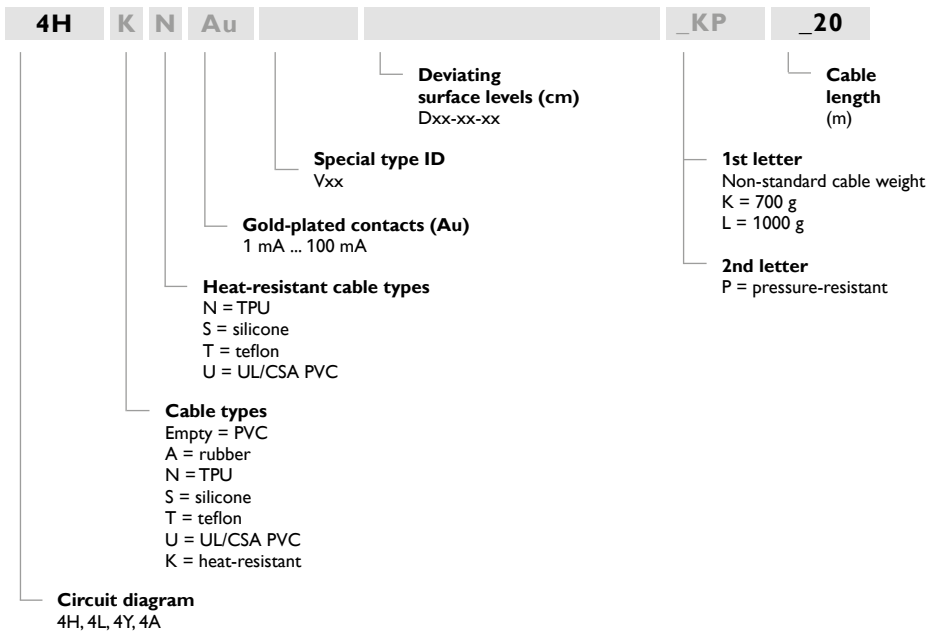 4H K N Au _KP _20
Deviating
surface levels (cm)
Dxx-xx-xx
Cable
length
(m)
Special type ID
Vxx
1st letter
Non-standard cable weight
K = 700 g
L = 1000 g
Gold-plated contacts (Au)
1 mA ... 100 mA
2nd letter
P = pressure-resistant
Heat-resistant cable types
N = TPU
S = silicone
T = teflon
U = UL/CSA PVC
Cable types
Empty = PVC
A = rubber
N = TPU
S = silicone
T = teflon
U = UL/CSA PVC
K = heat-resistant
Circuit diagram
4H, 4L, 4Y, 4A